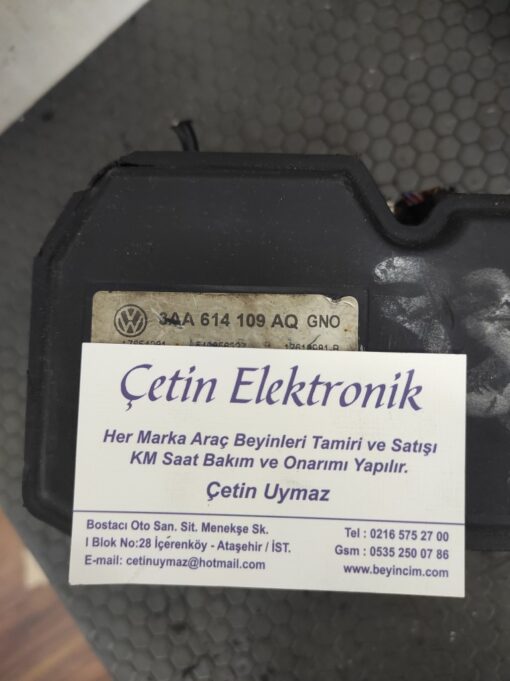 3AA 614 109 AQ GNO
Çetin Elektronik
Her Marka Araç Beyinleri Tamiri ve Satışı
KM Saat Bakım ve Onarımı Yapılır.
Çetin Uymaz
Bostacı Oto San. Sit. Menekşe Sk.
I Blok No:28 İçerenköy - Ataşehir / İST.
E-mail: cetinuymaz@hotmail.com
Tel : 0216 575 27 00
Gsm : 0535 250 07 86
www.beyincim.com